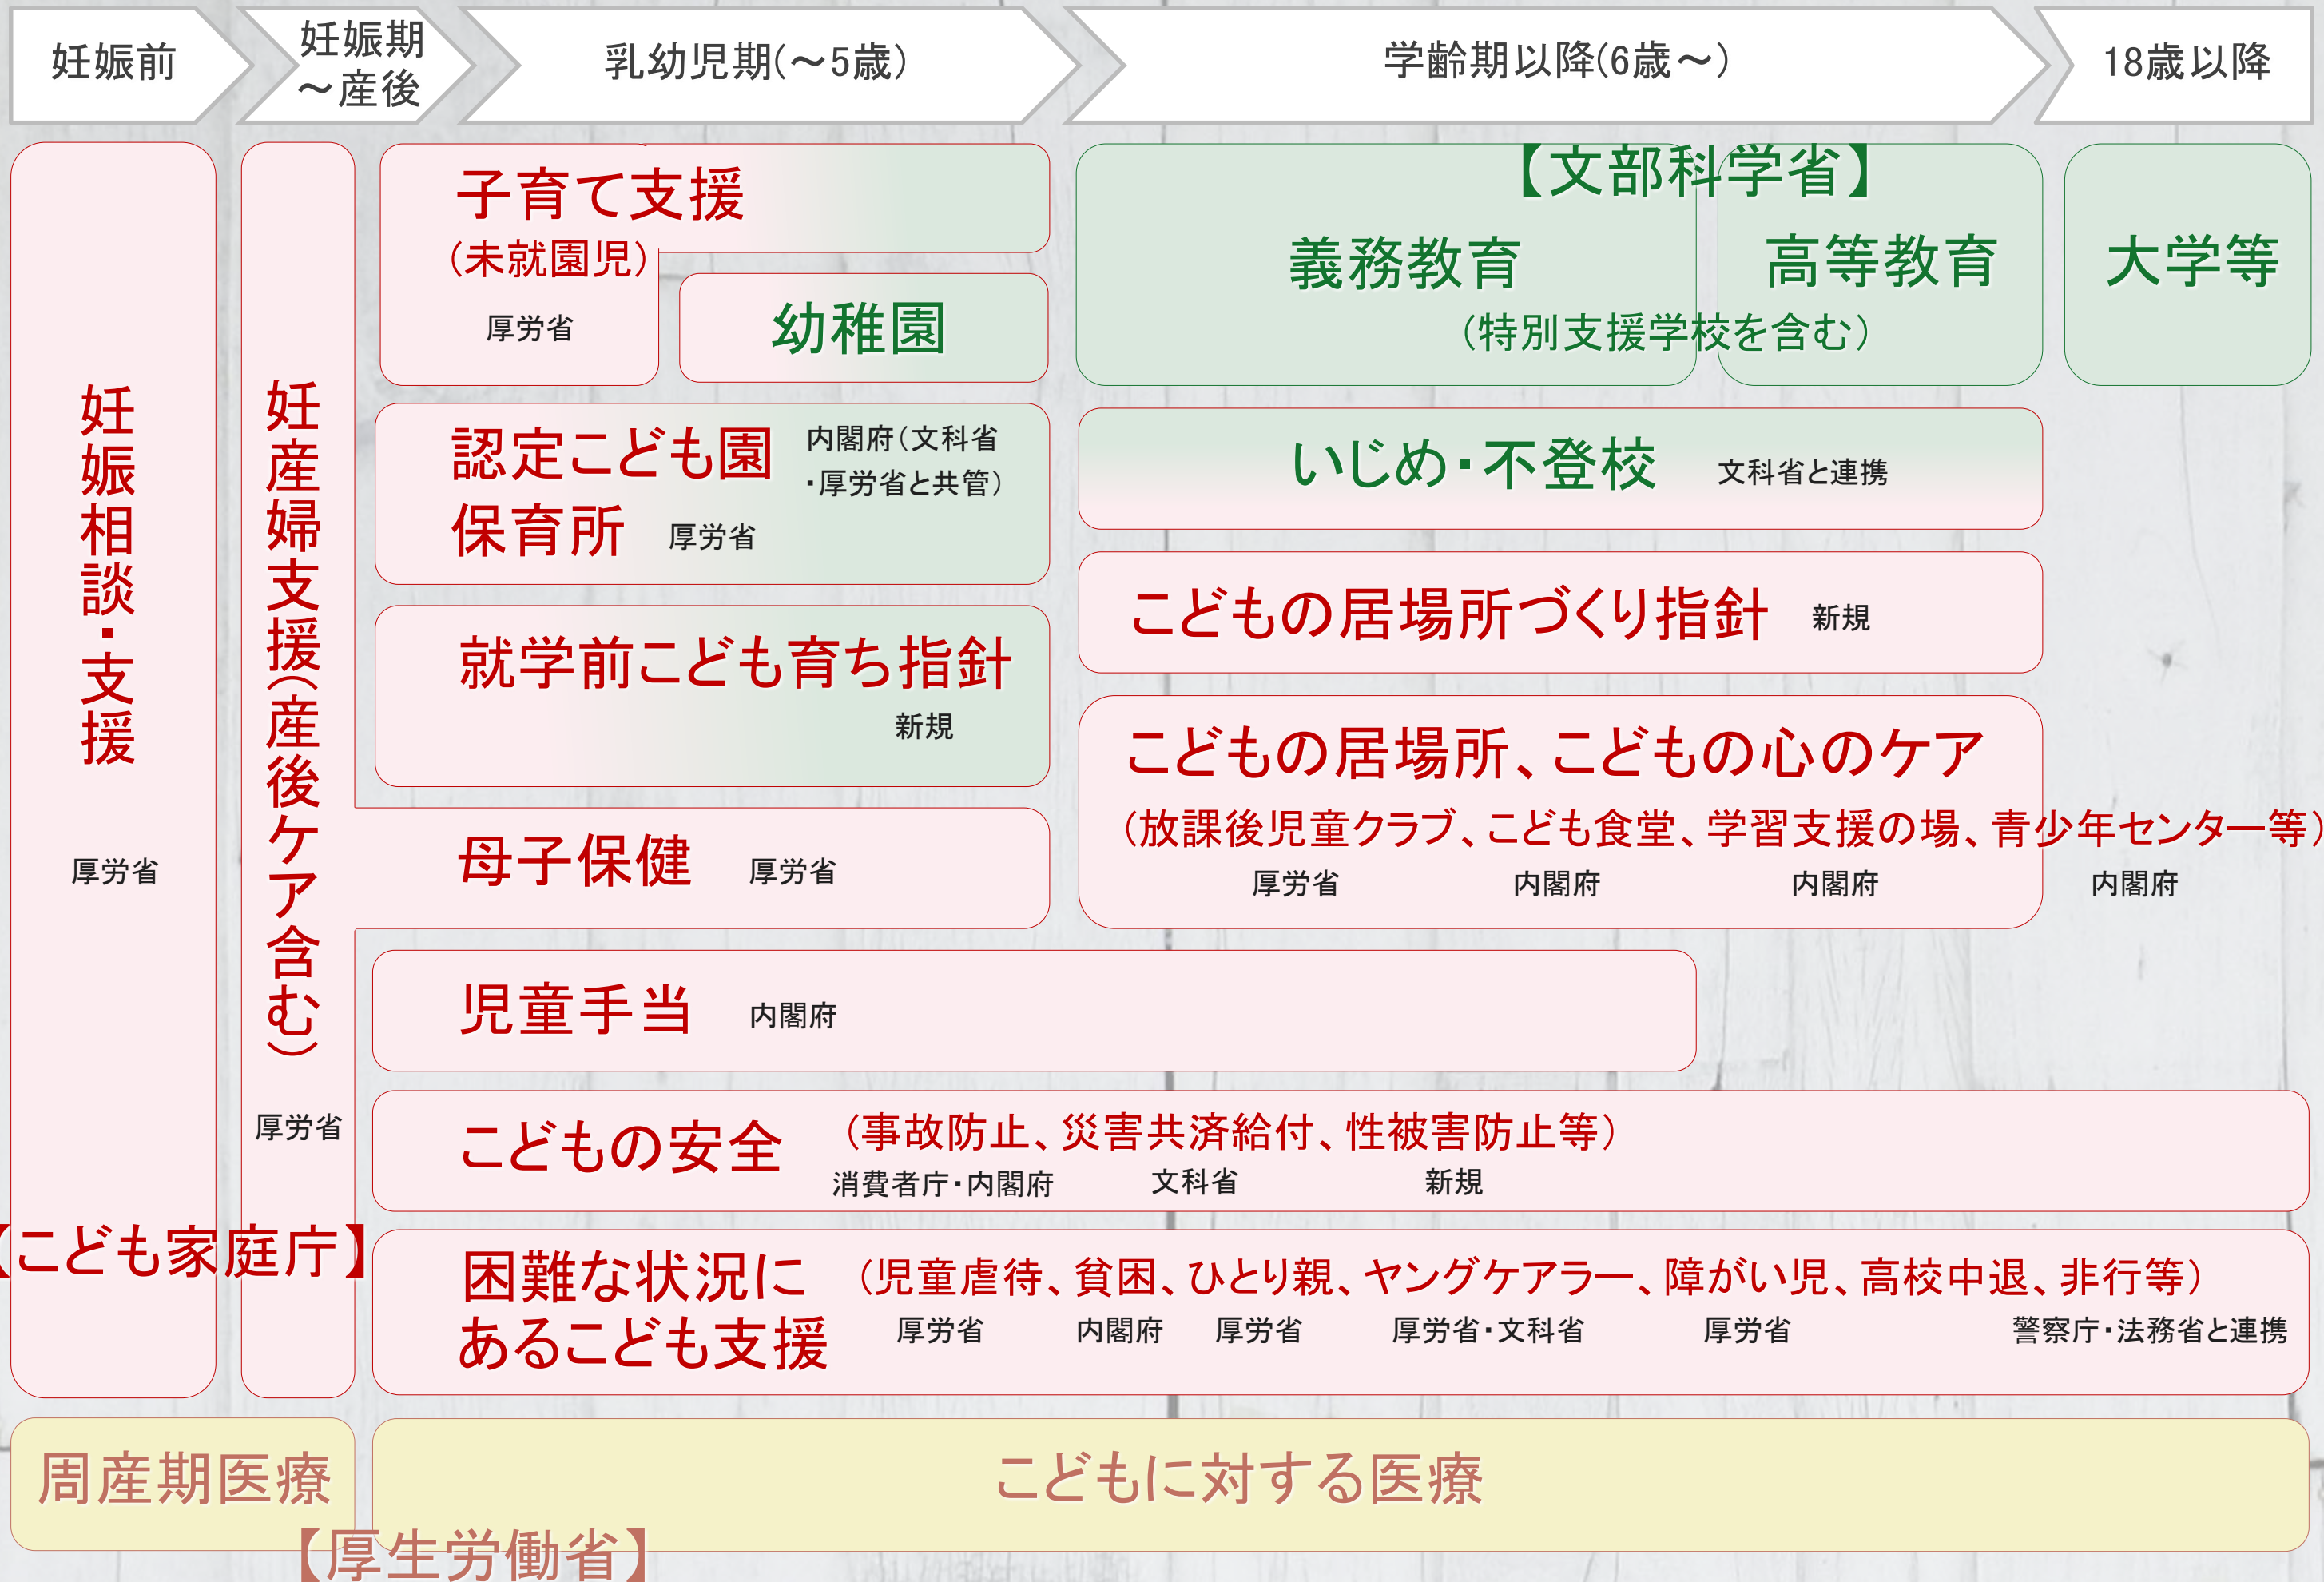 妊娠前
妊娠期
～産後
乳幼児期(～5歳)
学齢期以降(6歳～)
18歳以降
妊娠相談・支援
厚労省
妊産婦支援(産後ケア含む)
厚労省
【こども家庭庁】
子育て支援
(未就園児)
厚労省
幼稚園
認定こども園
内閣府(文科省
・厚労省と共管)
保育所
厚労省
就学前こども育ち指針
新規
母子保健
厚労省
【文部科学省】
義務教育
高等教育
大学等
(特別支援学校を含む)
いじめ・不登校
文科省と連携
こどもの居場所づくり指針
新規
こどもの居場所、こどもの心のケア
(放課後児童クラブ、こども食堂、学習支援の場、青少年センター等)
厚労省
内閣府
内閣府
内閣府
児童手当
内閣府
こどもの安全
(事故防止、災害共済給付、性被害防止等)
消費者庁・内閣府
文科省
新規
困難な状況に
あるこども支援
(児童虐待、貧困、ひとり親、ヤングケアラー、障がい児、高校中退、非行等)
厚労省
内閣府
厚労省
厚労省・文科省
厚労省
警察庁・法務省と連携
周産期医療
こどもに対する医療
【厚生労働省】